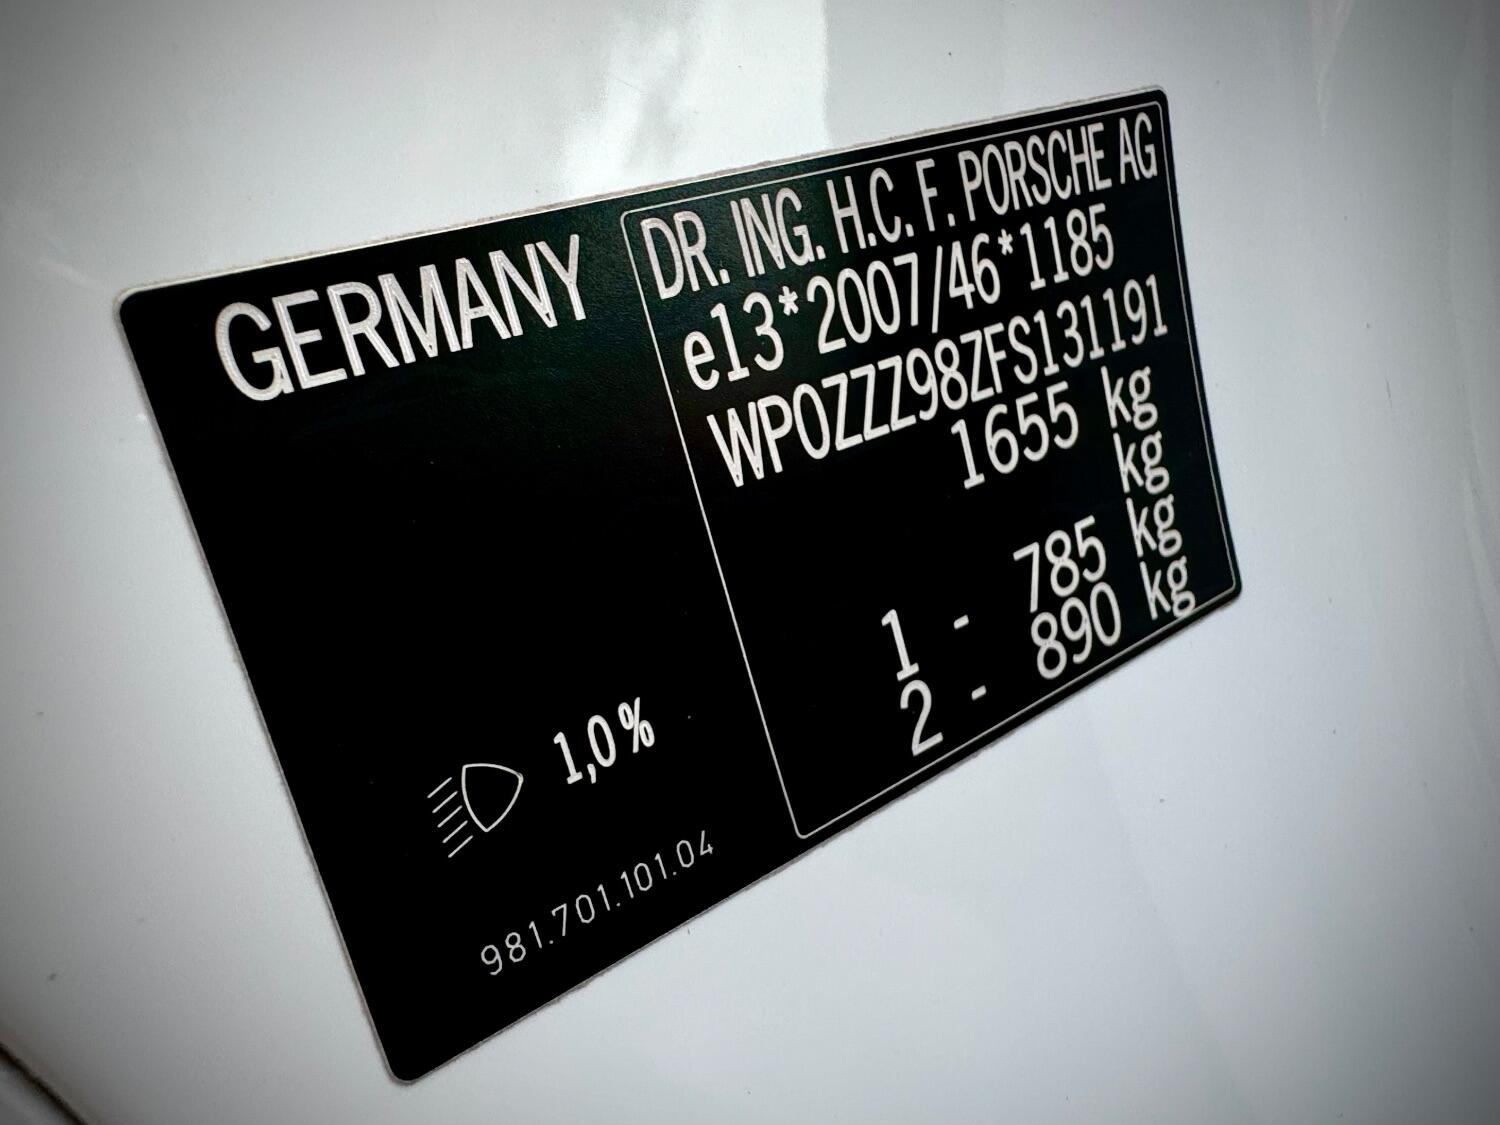 GERMANY
DR. ING. H.C. F. PORSCHE AG
e13*2007/46*1185
WP0ZZZ98ZFS131191
1655 kg
kg
1 - 785 kg
2 - 890 kg
1,0%
981.701.101.04